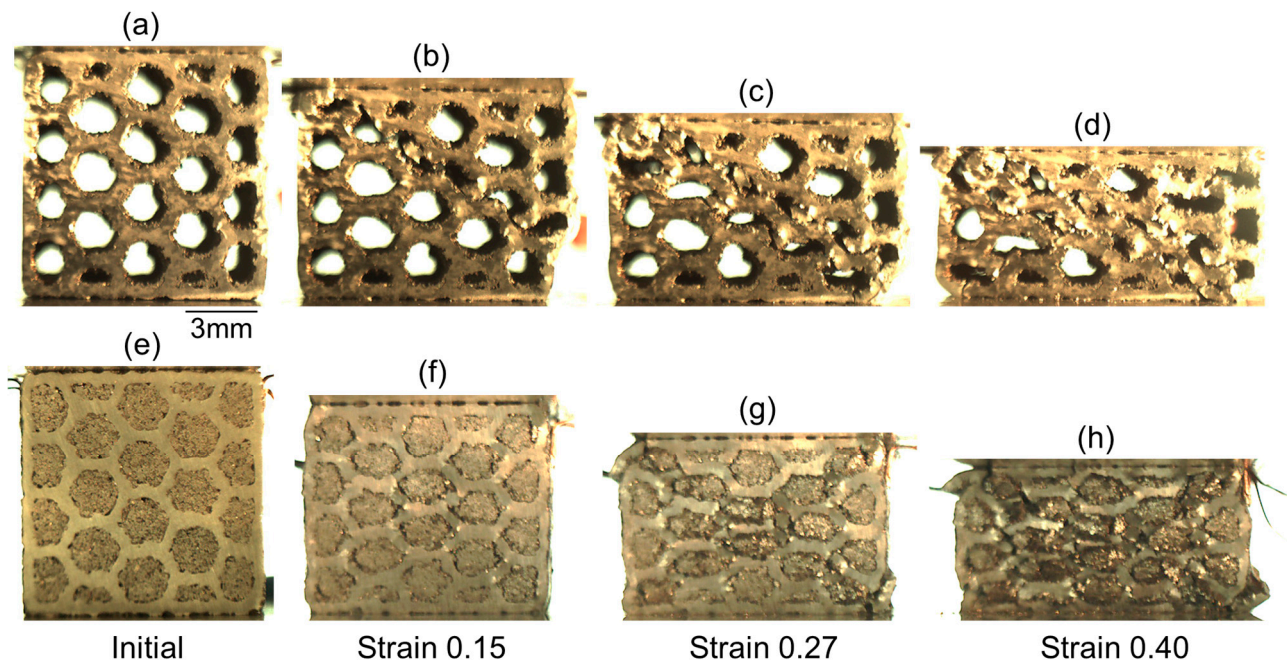 (a)
(b)
(c)
(d)
3mm
(e)
(f)
(g)
(h)
Initial
Strain 0.15
Strain 0.27
Strain 0.40